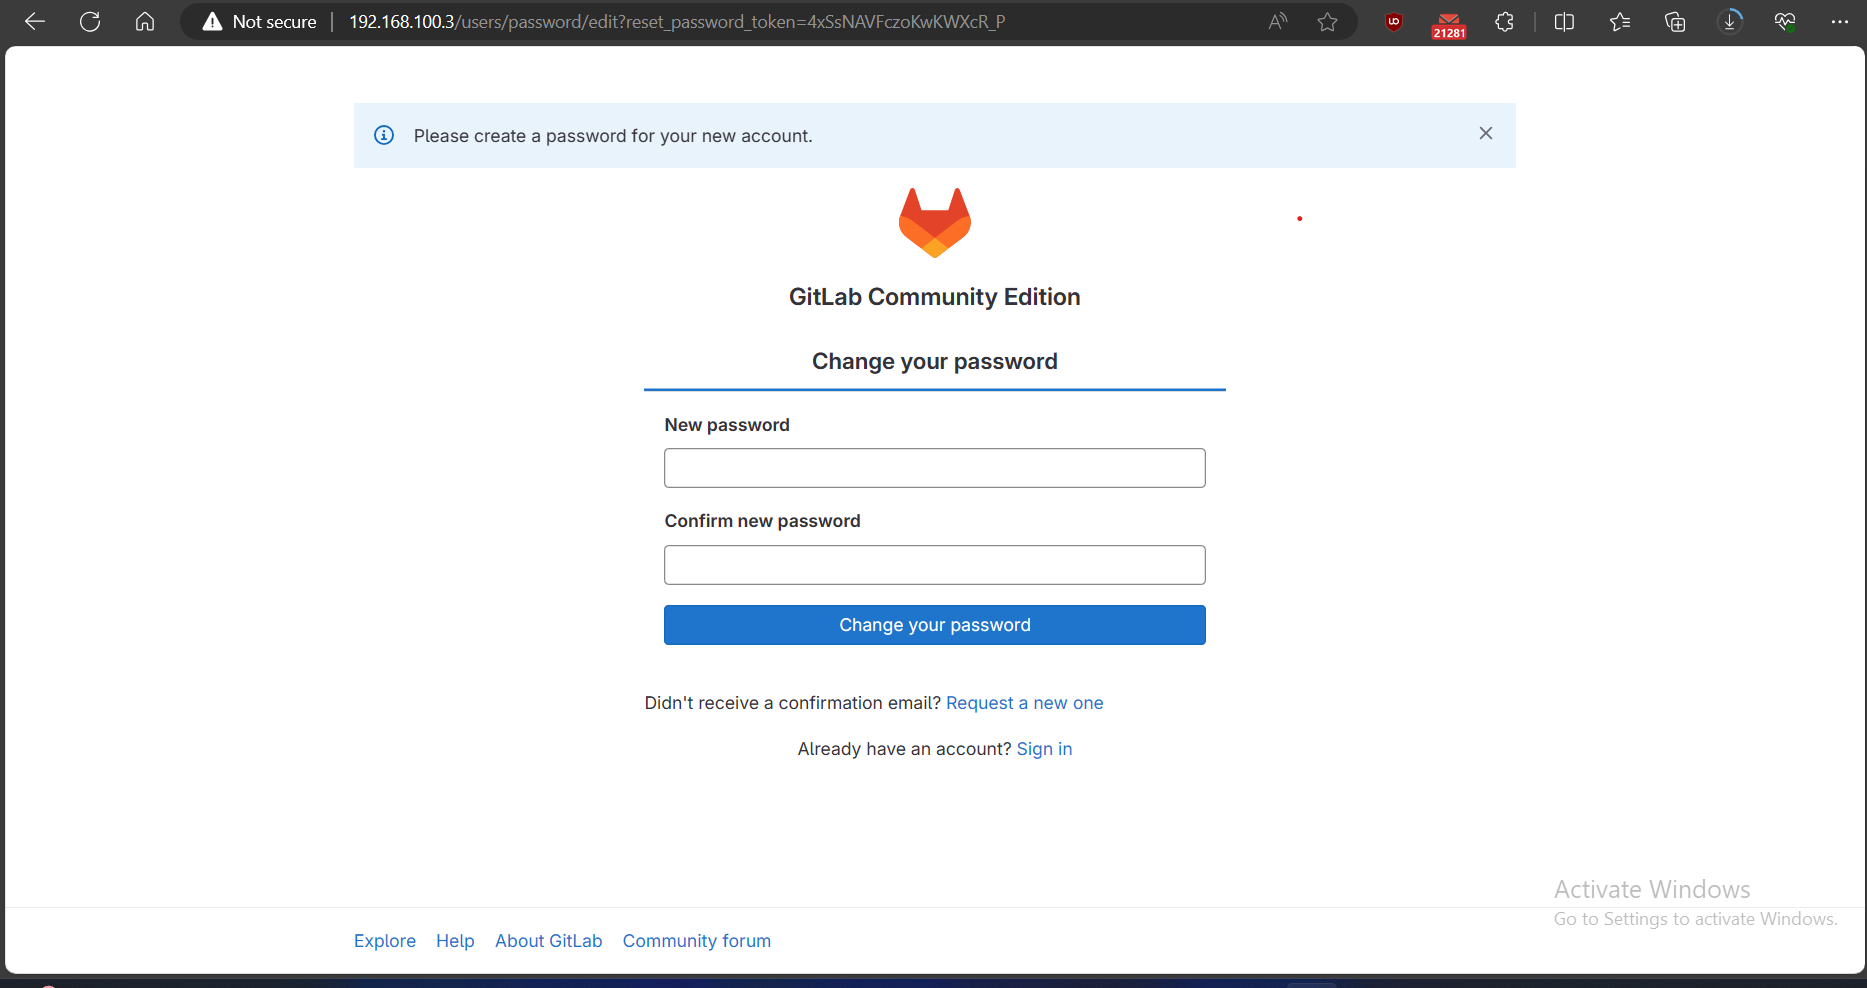 Not secure 192.168.100.3/users/password/edit?reset_password_token=4xSsNAVFczoKwKWXcR_P
21281
Please create a password for your new account.
GitLab Community Edition
Change your password
New password
Confirm new password
Change your password
Didn't receive a confirmation email? Request a new one
Already have an account? Sign in
Activate Windows
Go to Settings to activate Windows.
Explore Help About GitLab Community forum